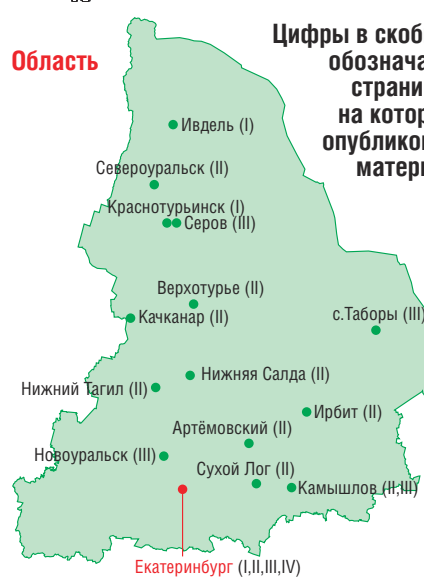 Область
Цифры в скоб
обознача
страни
на котор
опубликов
матери
Ивдель (I)
Североуральск (II)
Краснотурьинск (I)
Серов (III)
Верхотурье (II)
Качканар (II)
с.Таборы (III)
Нижняя Салда (II)
Нижний Тагил (II)
Ирбит (II)
Артёмовский (II)
Новоуральск (III)
Сухой Лог (II)
Камышлов (II,III)
Екатеринбург (I,II,III,IV)